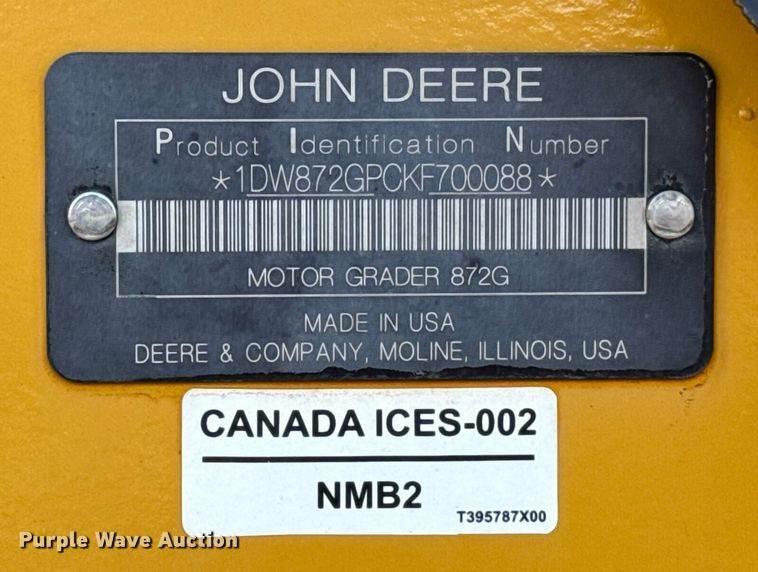 JOHN DEERE
Product Identification Number
*1DW872GPCKF700088*
MOTOR GRADER 872G
MADE IN USA
DEERE & COMPANY, MOLINE, ILLINOIS, USA
CANADA ICES-002
NMB2
T395787X00
Purple Wave Auction